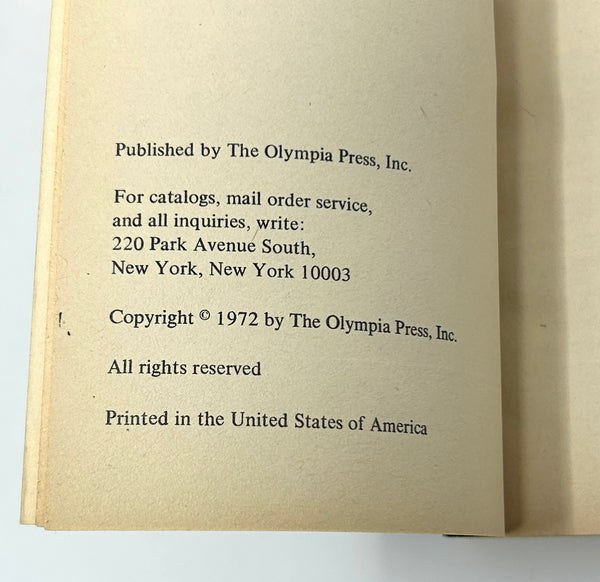 Published by The Olympia Press, Inc.
For catalogs, mail order service,
and all inquiries, write:
220 Park Avenue South,
New York, New York 10003
Copyright © 1972 by The Olympia Press, Inc.
All rights reserved
Printed in the United States of America